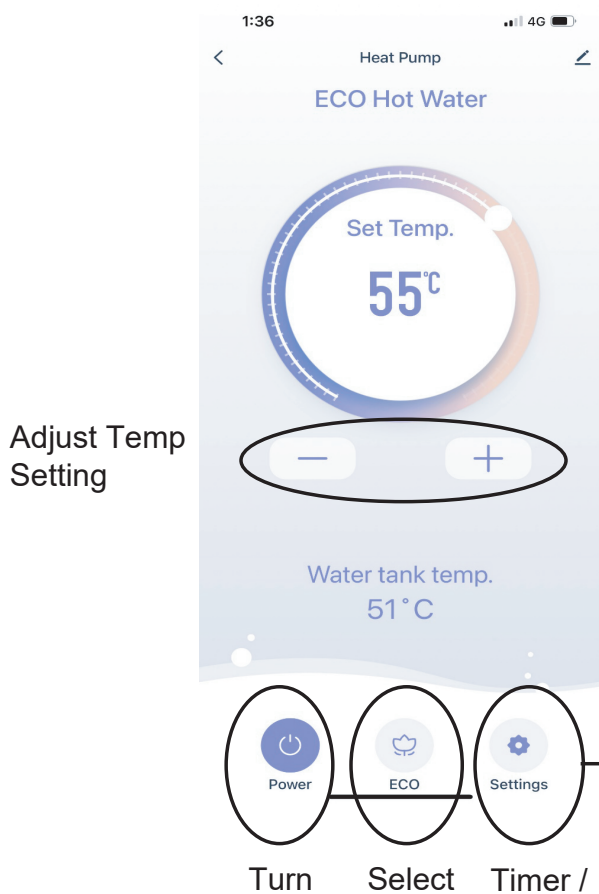 1:36
4G
Heat Pump
ECO Hot Water
Set Temp.
55°C
Adjust Temp
Setting
Water tank temp.
51°C
Power
ECO
Settings
Turn
Select
Timer /